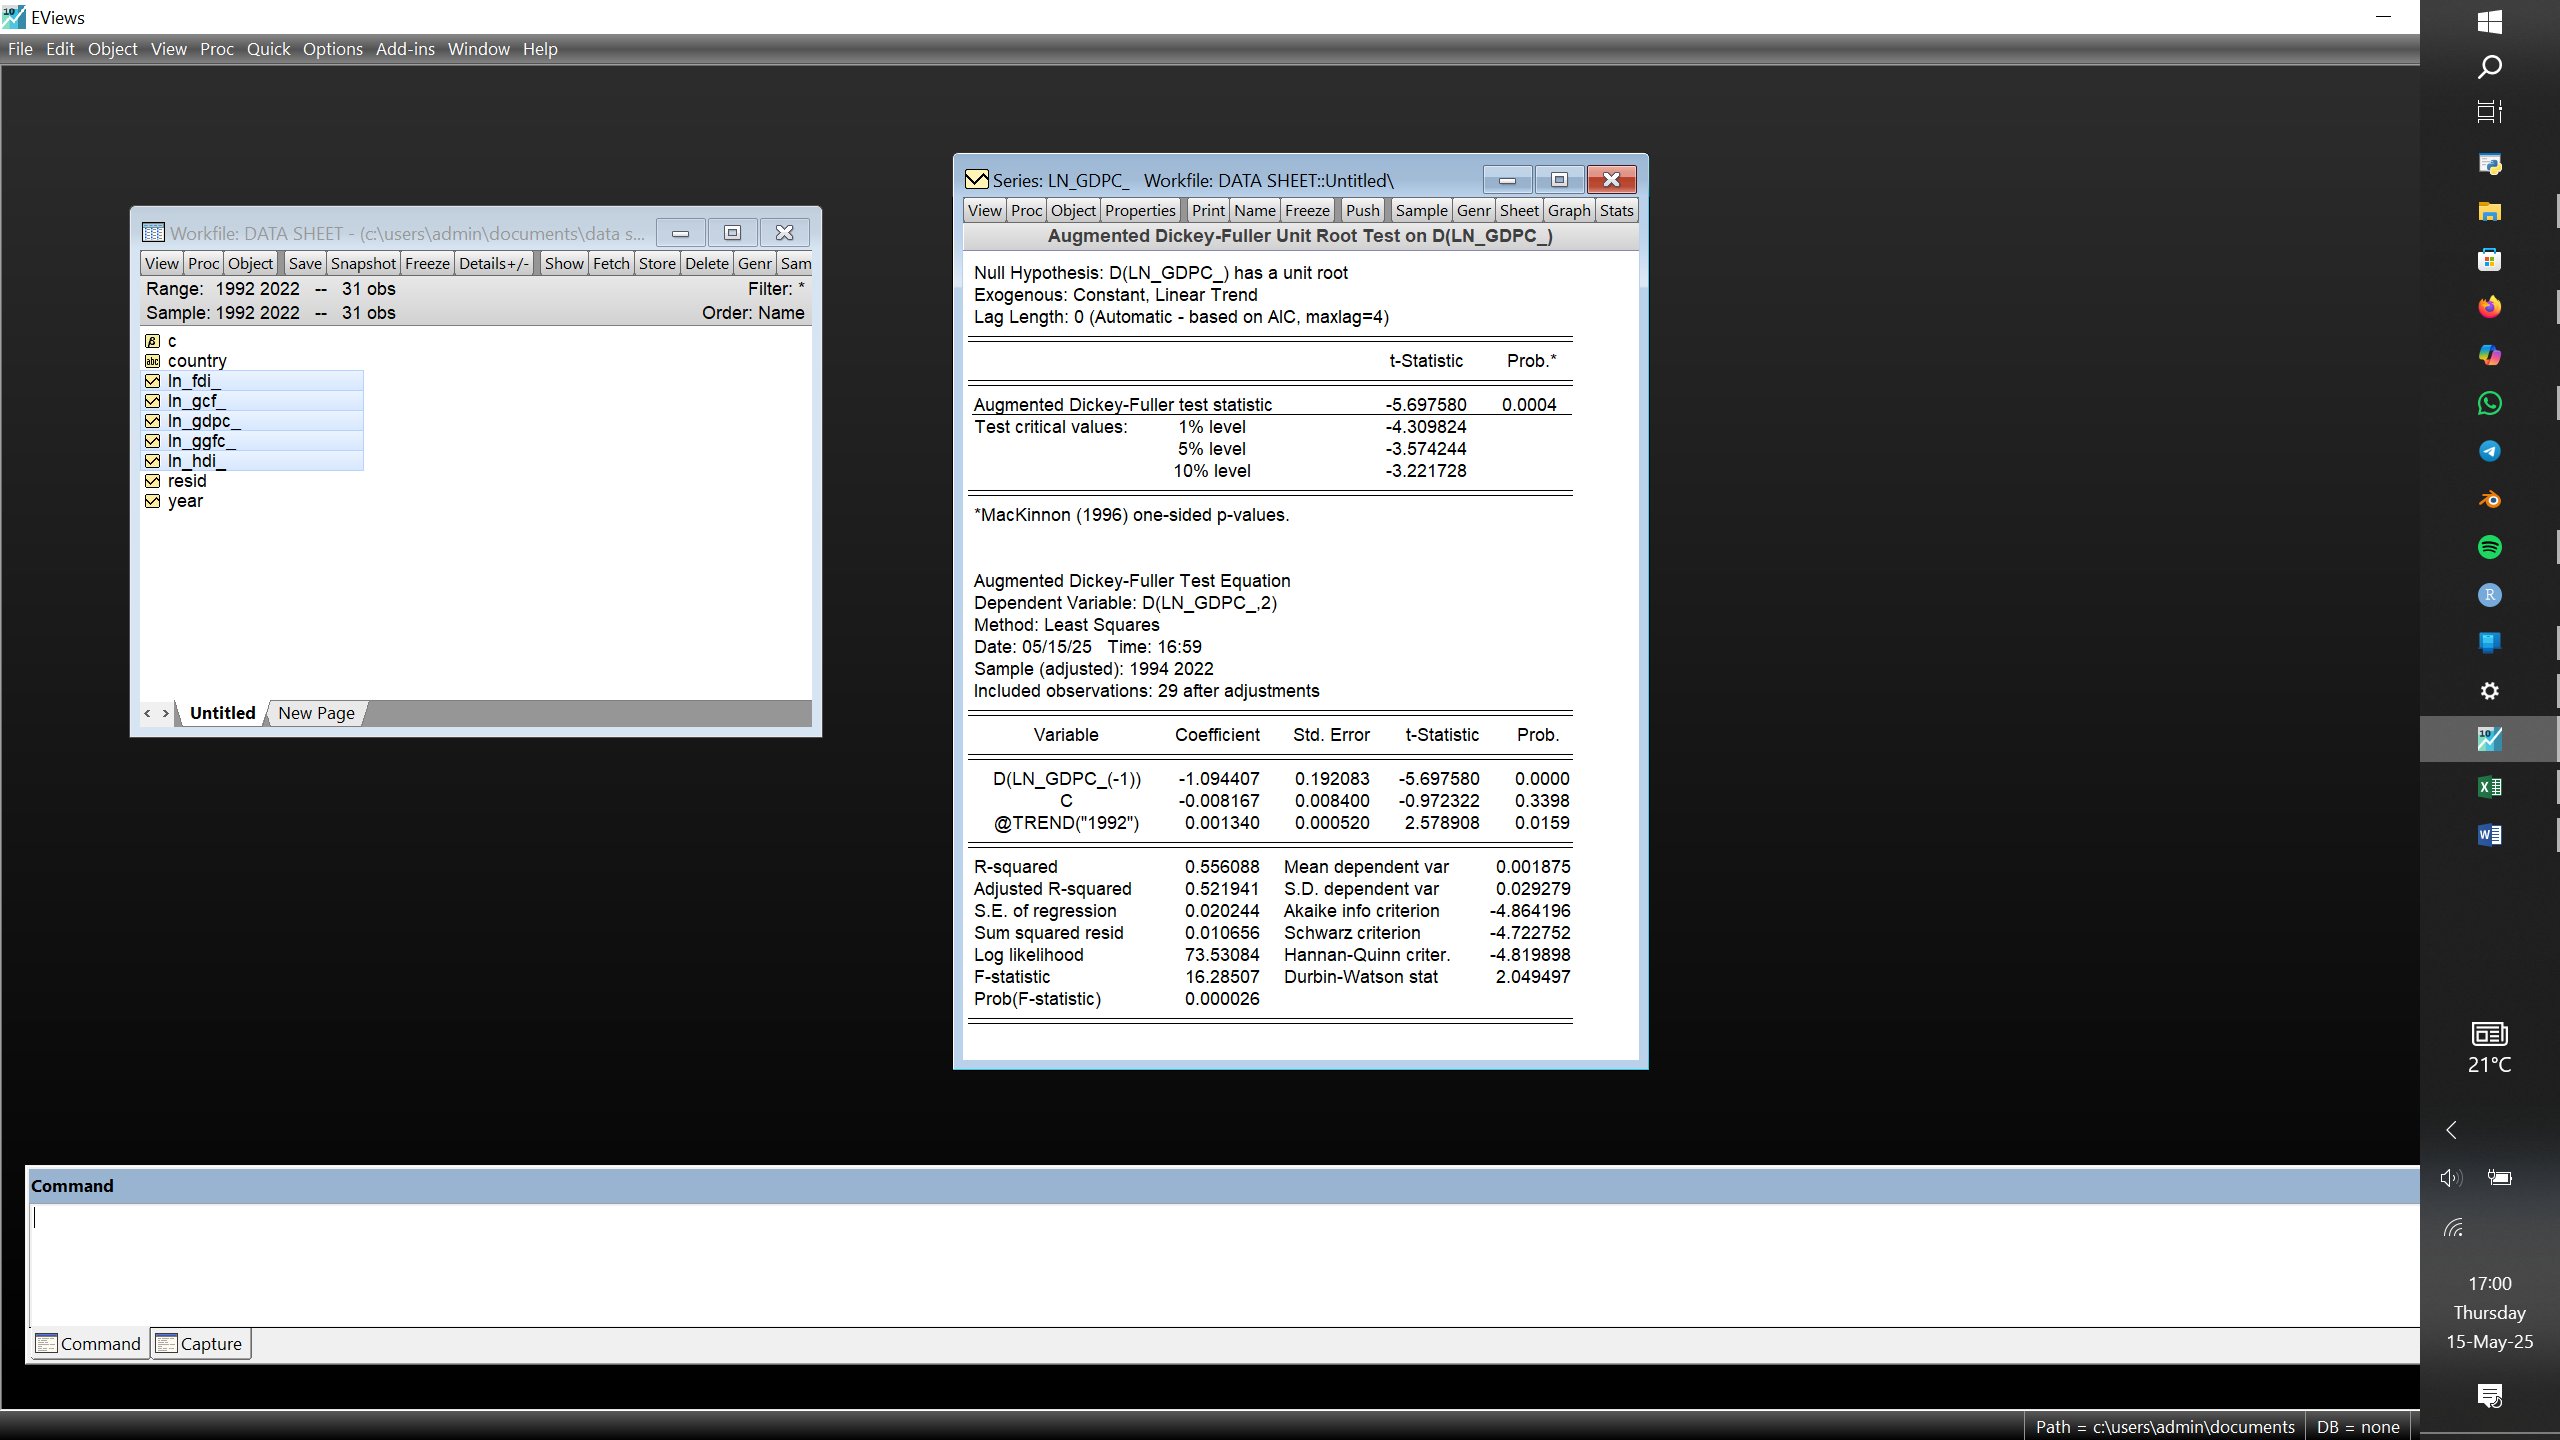 EViews
File Edit Object View Proc Quick Options Add-ins Window Help
Workfile: DATA SHEET - (c:\users\admin\documents\data s...
View Proc Object Save Snapshot Freeze Details+/- Show Fetch Store Delete Genr Sam
Range: 1992 2022 -- 31 obs Filter: *
Sample: 1992 2022 -- 31 obs Order: Name
c
country
ln_fdi_
ln_gcf_
ln_gdpc_
ln_ggfc_
ln_hdi_
resid
year
< > Untitled New Page
Series: LN_GDPC_ Workfile: DATA SHEET::Untitled\
View Proc Object Properties Print Name Freeze Push Sample Genr Sheet Graph Stats
Augmented Dickey-Fuller Unit Root Test on D(LN_GDPC_)
Null Hypothesis: D(LN_GDPC_) has a unit root
Exogenous: Constant, Linear Trend
Lag Length: 0 (Automatic - based on AIC, maxlag=4)
t-Statistic Prob.*
Augmented Dickey-Fuller test statistic -5.697580 0.0004
Test critical values: 1% level -4.309824
5% level -3.574244
10% level -3.221728
*MacKinnon (1996) one-sided p-values.
Augmented Dickey-Fuller Test Equation
Dependent Variable: D(LN_GDPC_,2)
Method: Least Squares
Date: 05/15/25 Time: 16:59
Sample (adjusted): 1994 2022
Included observations: 29 after adjustments
Variable Coefficient Std. Error t-Statistic Prob.
D(LN_GDPC_(-1)) -1.094407 0.192083 -5.697580 0.0000
C -0.008167 0.008400 -0.972322 0.3398
@TREND("1992") 0.001340 0.000520 2.578908 0.0159
R-squared 0.556088 Mean dependent var 0.001875
Adjusted R-squared 0.521941 S.D. dependent var 0.029279
S.E. of regression 0.020244 Akaike info criterion -4.864196
Sum squared resid 0.010656 Schwarz criterion -4.722752
Log likelihood 73.53084 Hannan-Quinn criter. -4.819898
F-statistic 16.28507 Durbin-Watson stat 2.049497
Prob(F-statistic) 0.000026
Command
Command Capture
Path = c:\users\admin\documents DB = none
21°C
17:00
Thursday
15-May-25